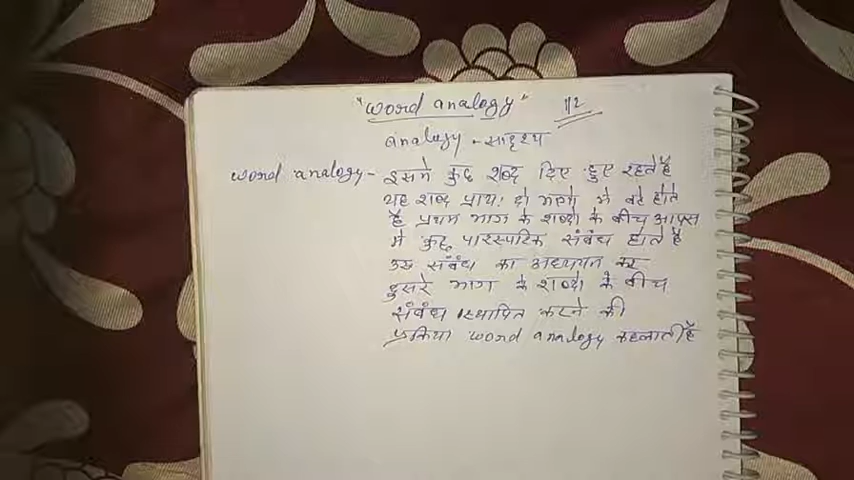 "word analogy" 1/2
analogy - सादृश्य
word analogy - इसमे कुछ शब्द दिए हुए रहते है
यह शब्द प्राय: दो भागो मे बटे होते
है प्रथम भाग के शब्दो के बीच आपस
मे कुछ पारस्परिक संबंध होते है
उस संबंध का अध्ययन कर
दुसरे भाग के शब्दो के बीच
संबंध स्थापित करने की
प्रक्रिया word analogy कहलाती है